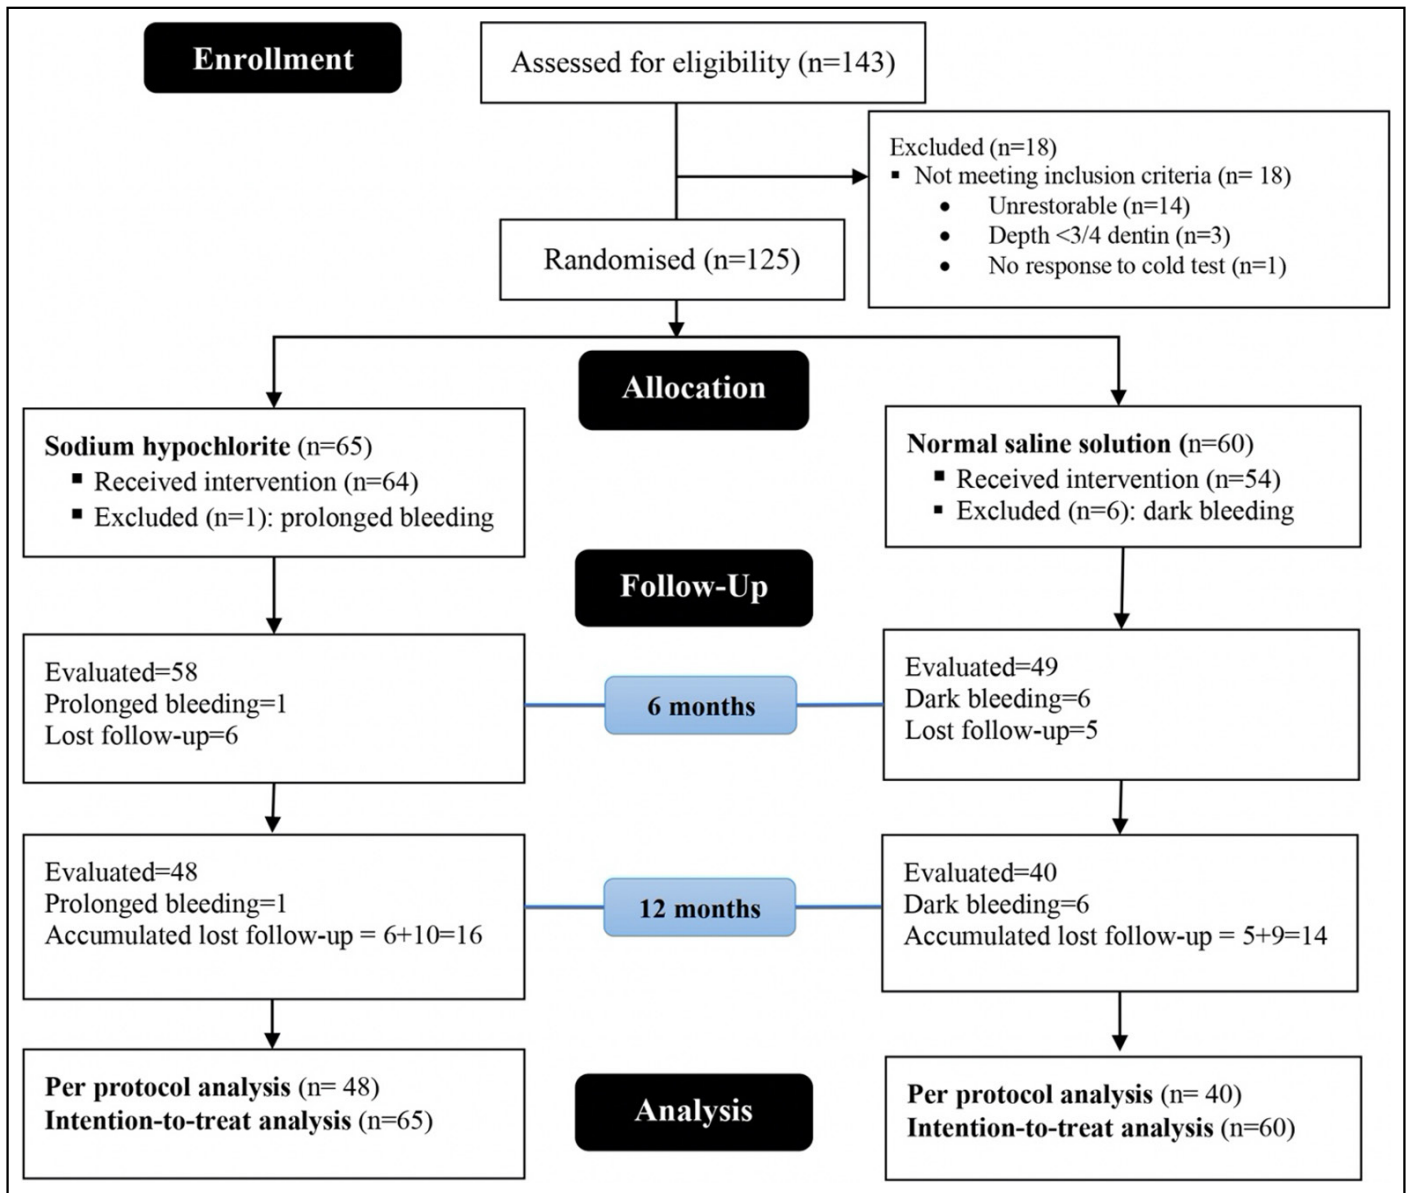 Enrollment
Assessed for eligibility (n=143)
Excluded (n=18)
▪ Not meeting inclusion criteria (n= 18)
● Unrestorable (n=14)
● Depth <3/4 dentin (n=3)
● No response to cold test (n=1)
Randomised (n=125)
Allocation
Sodium hypochlorite (n=65)
▪ Received intervention (n=64)
▪ Excluded (n=1): prolonged bleeding
Normal saline solution (n=60)
▪ Received intervention (n=54)
▪ Excluded (n=6): dark bleeding
Follow-Up
Evaluated=58
Prolonged bleeding=1
Lost follow-up=6
6 months
Evaluated=49
Dark bleeding=6
Lost follow-up=5
Evaluated=48
Prolonged bleeding=1
Accumulated lost follow-up = 6+10=16
12 months
Evaluated=40
Dark bleeding=6
Accumulated lost follow-up = 5+9=14
Per protocol analysis (n= 48)
Intention-to-treat analysis (n=65)
Analysis
Per protocol analysis (n= 40)
Intention-to-treat analysis (n=60)